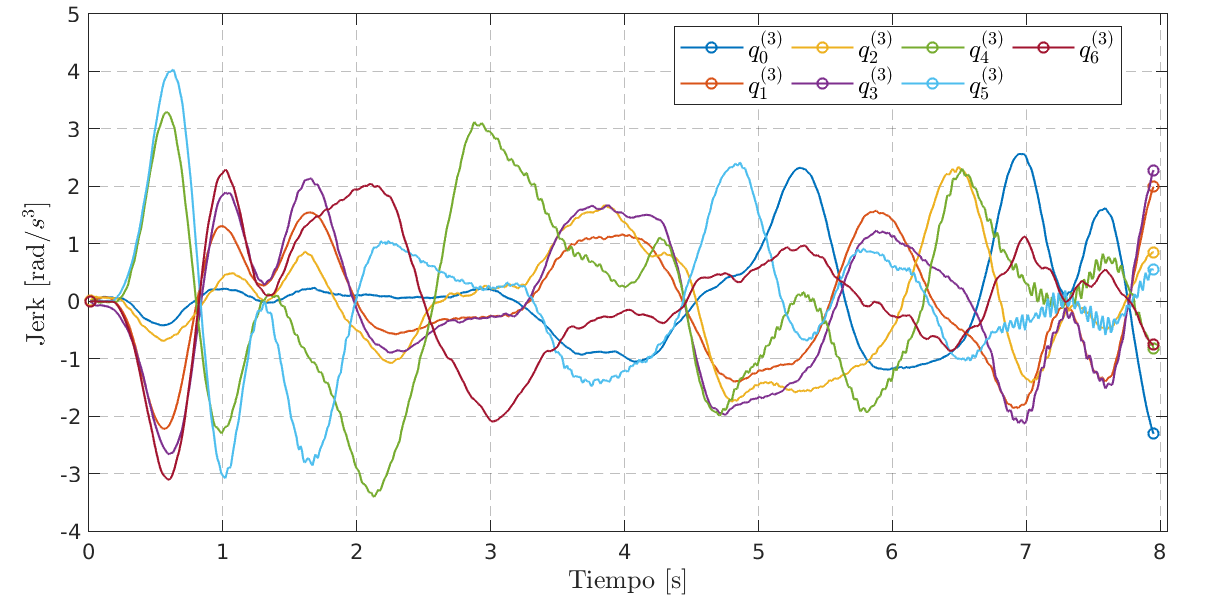 5
4
3
2
1
0
-1
-2
-3
-4
Jerk [rad/s³]
q₀⁽³⁾ q₂⁽³⁾ q₄⁽³⁾ q₆⁽³⁾
q₁⁽³⁾ q₃⁽³⁾ q₅⁽³⁾
0 1 2 3 4 5 6 7 8
Tiempo [s]